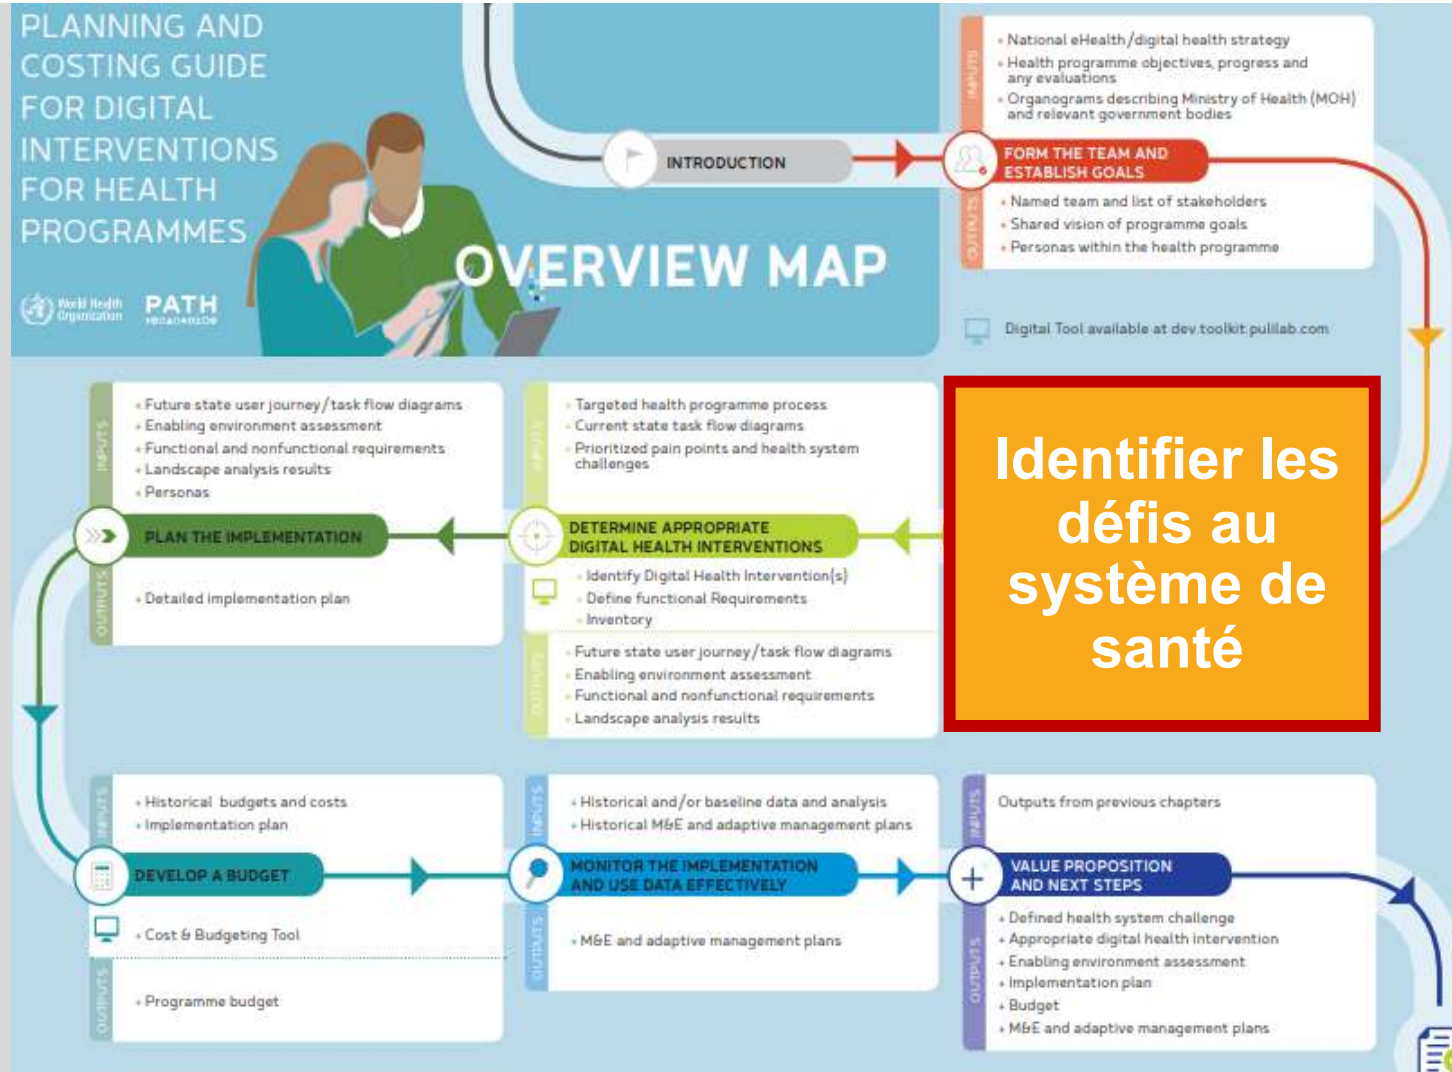 PLANNING AND
COSTING GUIDE
FOR DIGITAL
INTERVENTIONS
FOR HEALTH
PROGRAMMES
World Health
Organization
PATH
OVERVIEW MAP
INTRODUCTION
INPUTS
National eHealth/digital health strategy
Health programme objectives, progress and
any evaluations
Organograms describing Ministry of Health (MOH)
and relevant government bodies
FORM THE TEAM AND
ESTABLISH GOALS
OUTPUTS
Named team and list of stakeholders
Shared vision of programme goals
Personas within the health programme
Digital Tool available at dev.toolkit.pulilab.com
Identifier les
défis au
système de
santé
INPUTS
Targeted health programme process
Current state task flow diagrams
Prioritized pain points and health system
challenges
DETERMINE APPROPRIATE
DIGITAL HEALTH INTERVENTIONS
Identify Digital Health Intervention(s)
Define functional Requirements
Inventory
OUTPUTS
Future state user journey/task flow diagrams
Enabling environment assessment
Functional and nonfunctional requirements
Landscape analysis results
INPUTS
+ Future state user journey/task flow diagrams
+ Enabling environment assessment
+ Functional and nonfunctional requirements
+ Landscape analysis results
+ Personas
PLAN THE IMPLEMENTATION
OUTPUTS
+ Detailed implementation plan
INPUTS
+ Historical budgets and costs
+ Implementation plan
DEVELOP A BUDGET
+ Cost & Budgeting Tool
OUTPUTS
+ Programme budget
INPUTS
+ Historical and/or baseline data and analysis
+ Historical M&E and adaptive management plans
MONITOR THE IMPLEMENTATION
AND USE DATA EFFECTIVELY
OUTPUTS
+ M&E and adaptive management plans
INPUTS
Outputs from previous chapters
VALUE PROPOSITION
AND NEXT STEPS
OUTPUTS
+ Defined health system challenge
+ Appropriate digital health intervention
+ Enabling environment assessment
+ Implementation plan
+ Budget
+ M&E and adaptive management plans